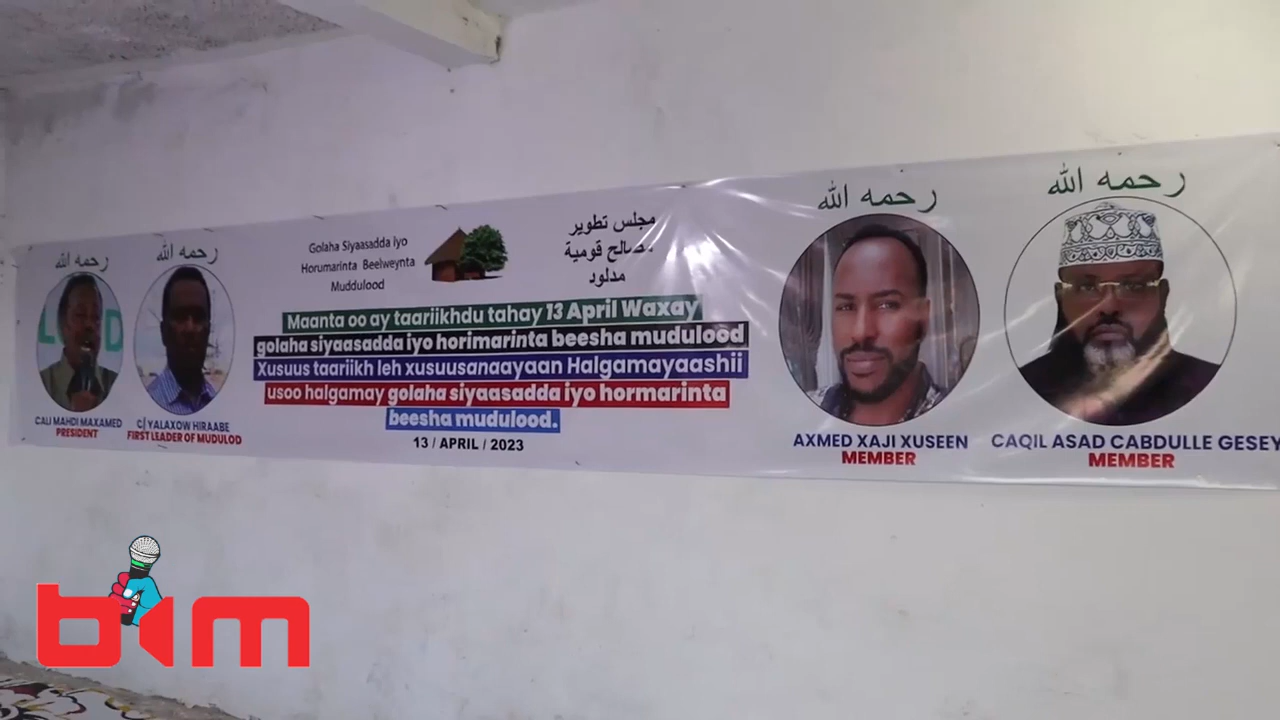 رحمه الله
CALI MAHDI MAXAMED
PRESIDENT
رحمه الله
C/ YALAXOW HIRAABE
FIRST LEADER OF MUDULOD
Golaha Siyaasadda iyo
Horumarinta Beelweynta
Muddulood
مجلس تطوير
مصالح قومية
مدلود
Maanta oo ay taariikhdu tahay 13 April Waxay
golaha siyaasadda iyo horimarinta beesha mudulood
Xusuus taariikh leh xusuusanaayaan Halgamayaashii
usoo halgamay golaha siyaasadda iyo hormarinta
beesha mudulood.
13 / APRIL / 2023
رحمه الله
AXMED XAJI XUSEEN
MEMBER
رحمه الله
CAQIL ASAD CABDULLE GESEY
MEMBER
bm